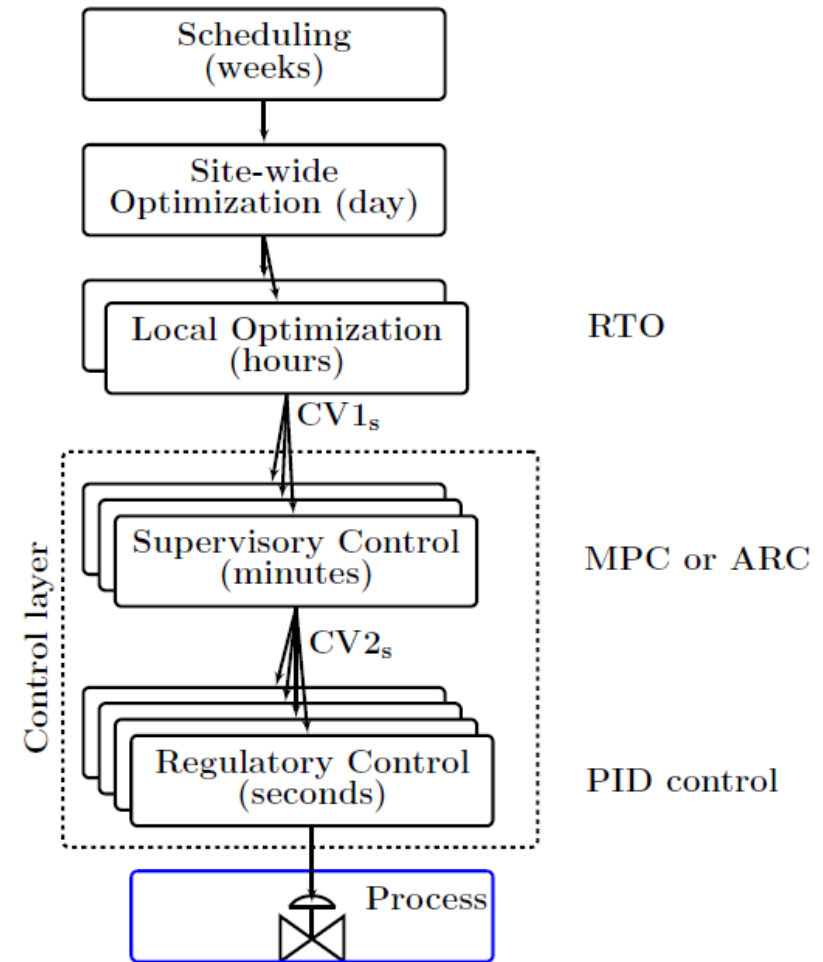 Scheduling
(weeks)
Site-wide
Optimization (day)
Local Optimization
(hours)
RTO
CV1s
Control layer
Supervisory Control
(minutes)
MPC or ARC
CV2s
Regulatory Control
(seconds)
PID control
Process